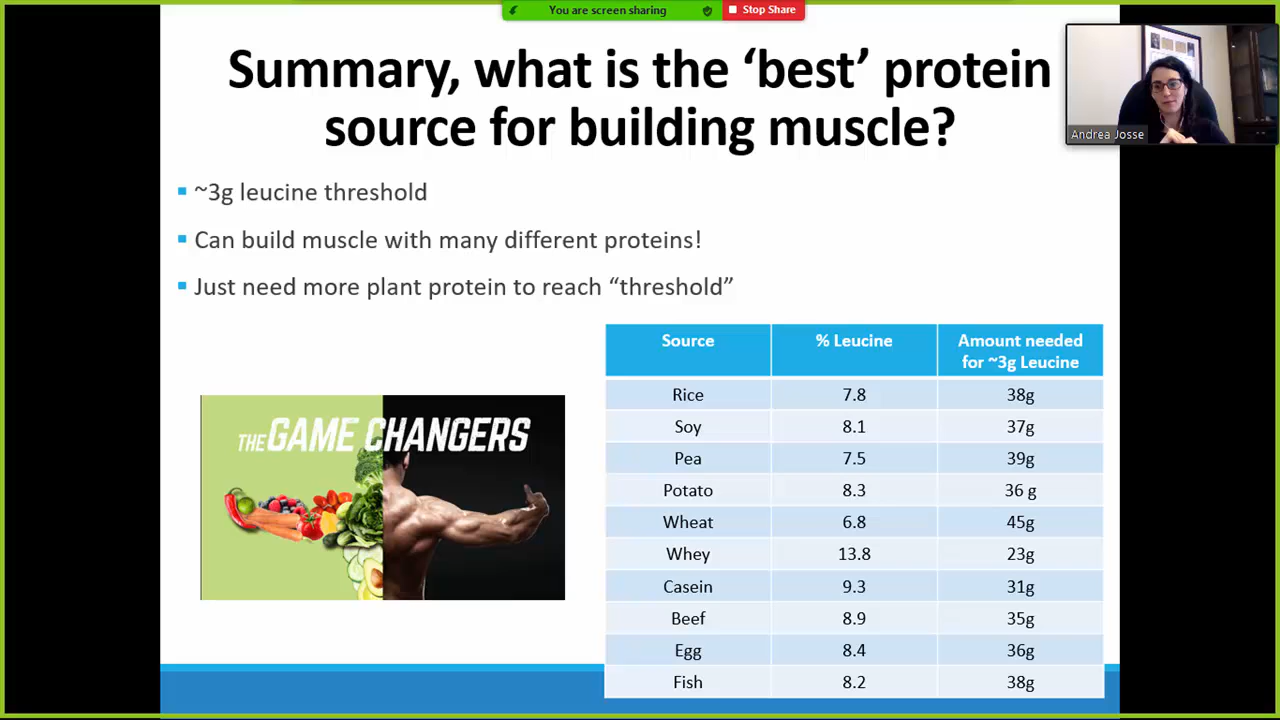 You are screen sharing
Stop Share
Summary, what is the ‘best’ protein
source for building muscle?
Andrea Josse
~3g leucine threshold
Can build muscle with many different proteins!
Just need more plant protein to reach “threshold”
THE GAME CHANGERS
Source % Leucine Amount needed
for ~3g Leucine
Rice 7.8 38g
Soy 8.1 37g
Pea 7.5 39g
Potato 8.3 36 g
Wheat 6.8 45g
Whey 13.8 23g
Casein 9.3 31g
Beef 8.9 35g
Egg 8.4 36g
Fish 8.2 38g